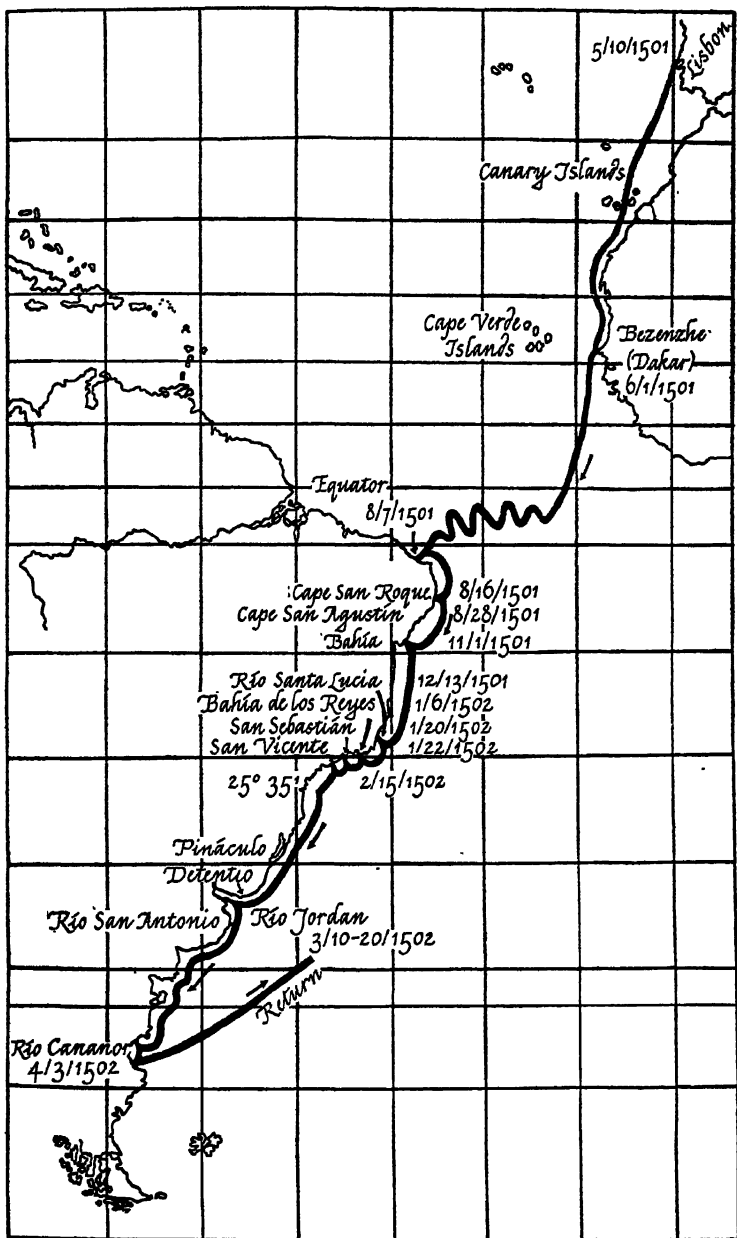 5/10/1501
Lisbon
Canary Islands
Cape Verde
Islands
Bezenzhe
(Dakar)
6/1/1501
Equator
8/7/1501
Cape San Roque
8/16/1501
Cape San Agustín
8/28/1501
Bahía
11/1/1501
Río Santa Lucia
12/13/1501
Bahía de los Reyes
1/6/1502
San Sebastián
1/20/1502
San Vicente
1/22/1502
25° 35'
2/15/1502
Pináculo
Detentio
Río San Antonio
Río Jordan
3/10-20/1502
Return
Río Cananor
4/3/1502